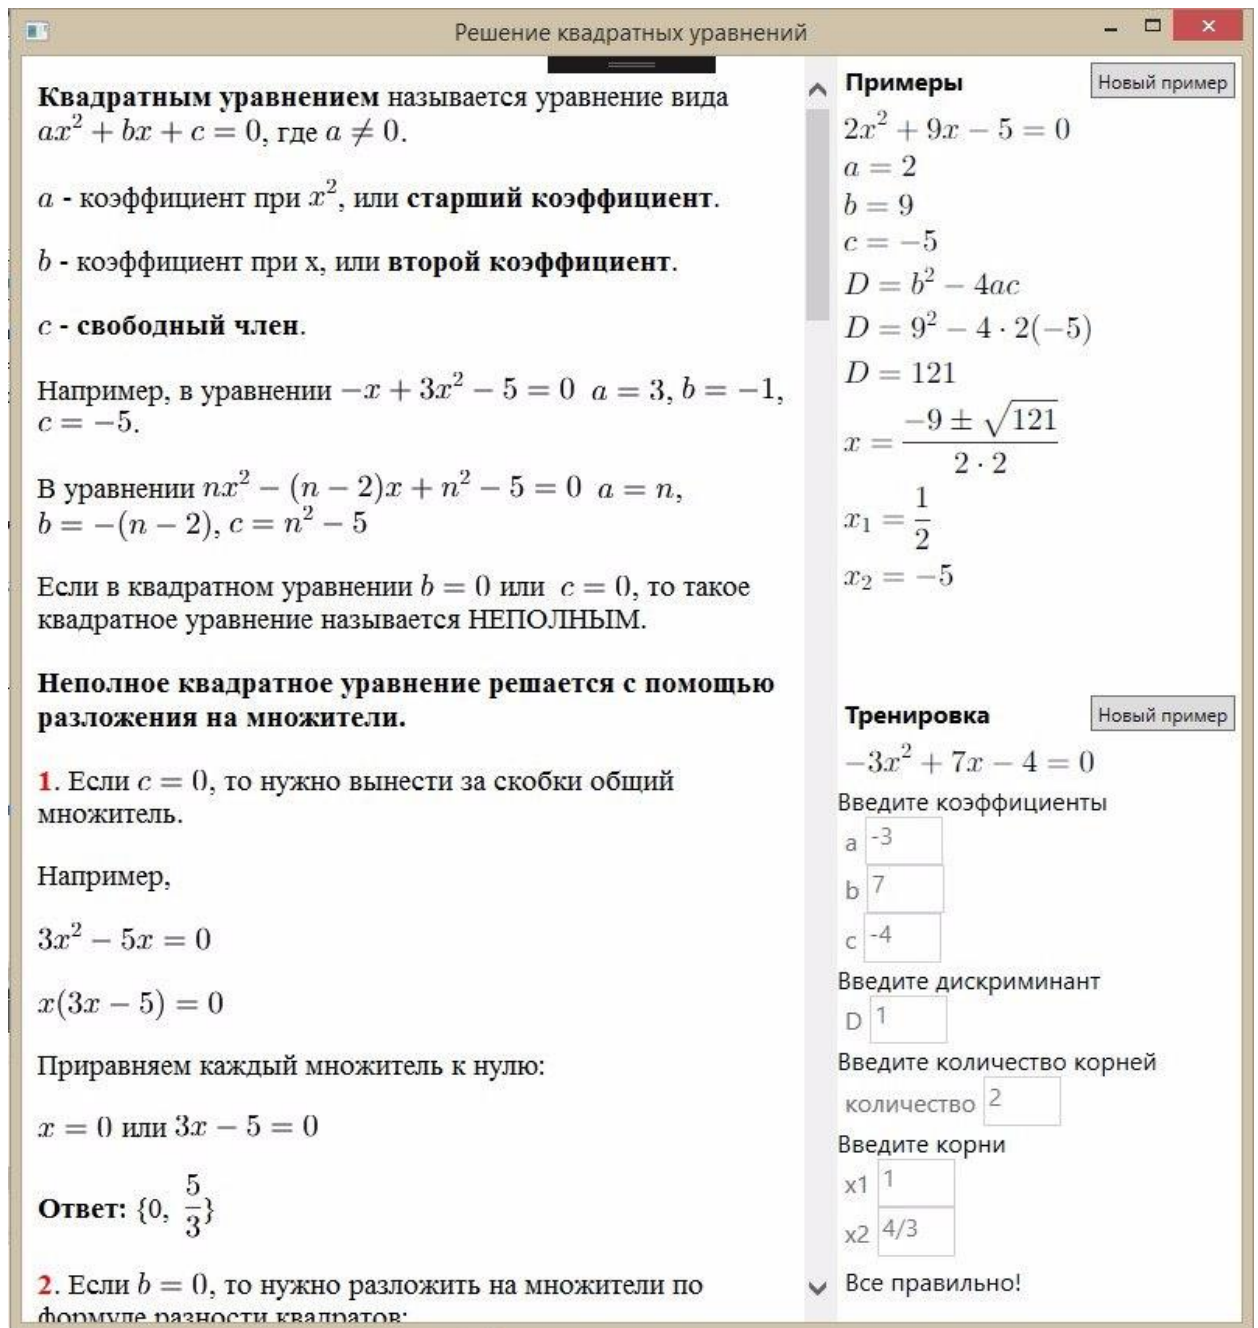 Решение квадратных уравнений
Квадратным уравнением называется уравнение вида
ax² + bx + c = 0, где a ≠ 0.
a - коэффициент при x², или старший коэффициент.
b - коэффициент при x, или второй коэффициент.
c - свободный член.
Например, в уравнении −x + 3x² − 5 = 0 a = 3, b = −1,
c = −5.
В уравнении nx² − (n − 2)x + n² − 5 = 0 a = n,
b = −(n − 2), c = n² − 5
Если в квадратном уравнении b = 0 или c = 0, то такое
квадратное уравнение называется НЕПОЛНЫМ.
Неполное квадратное уравнение решается с помощью
разложения на множители.
1. Если c = 0, то нужно вынести за скобки общий
множитель.
Например,
3x² − 5x = 0
x(3x − 5) = 0
Приравняем каждый множитель к нулю:
x = 0 или 3x − 5 = 0
Ответ: {0, 5/3}
2. Если b = 0, то нужно разложить на множители по
формуле разности квадратов:
Примеры Новый пример
2x² + 9x − 5 = 0
a = 2
b = 9
c = −5
D = b² − 4ac
D = 9² − 4 · 2(−5)
D = 121
x = (−9 ± √121)/(2 · 2)
x₁ = 1/2
x₂ = −5
Тренировка Новый пример
−3x² + 7x − 4 = 0
Введите коэффициенты
a -3
b 7
c -4
Введите дискриминант
D 1
Введите количество корней
количество 2
Введите корни
x1 1
x2 4/3
Все правильно!